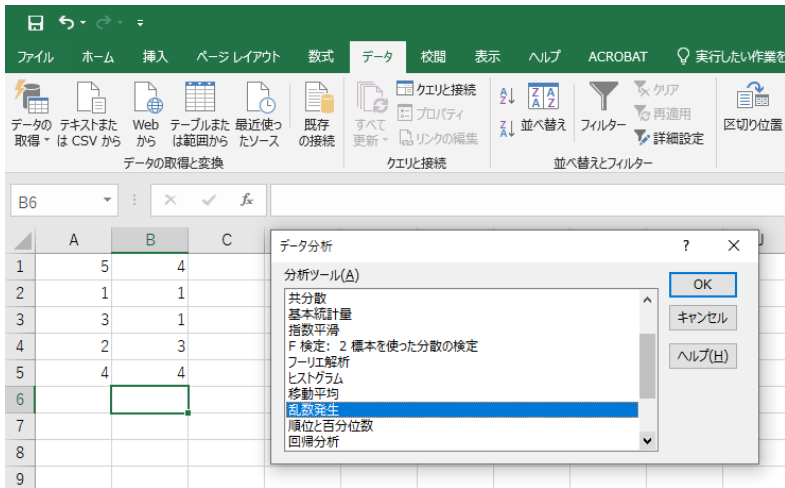 ファイル ホーム 挿入 ページ レイアウト 数式 データ 校閲 表示 ヘルプ ACROBAT 実行したい作業を
データの取得
テキストまたは CSV から
Web から
テーブルまたは範囲から
最近使ったソース
既存の接続
すべて更新
クエリと接続
プロパティ
リンクの編集
並べ替え
フィルター
クリア
再適用
詳細設定
区切り位置
データの取得と変換 クエリと接続 並べ替えとフィルター
B6 fx
A B C J
1 5 4
2 1 1
3 3 1
4 2 3
5 4 4
6
7
8
9
データ分析 ?
分析ツール(A)
共分散
基本統計量
指数平滑
F 検定: 2 標本を使った分散の検定
フーリエ解析
ヒストグラム
移動平均
乱数発生
順位と百分位数
回帰分析
OK
キャンセル
ヘルプ(H)